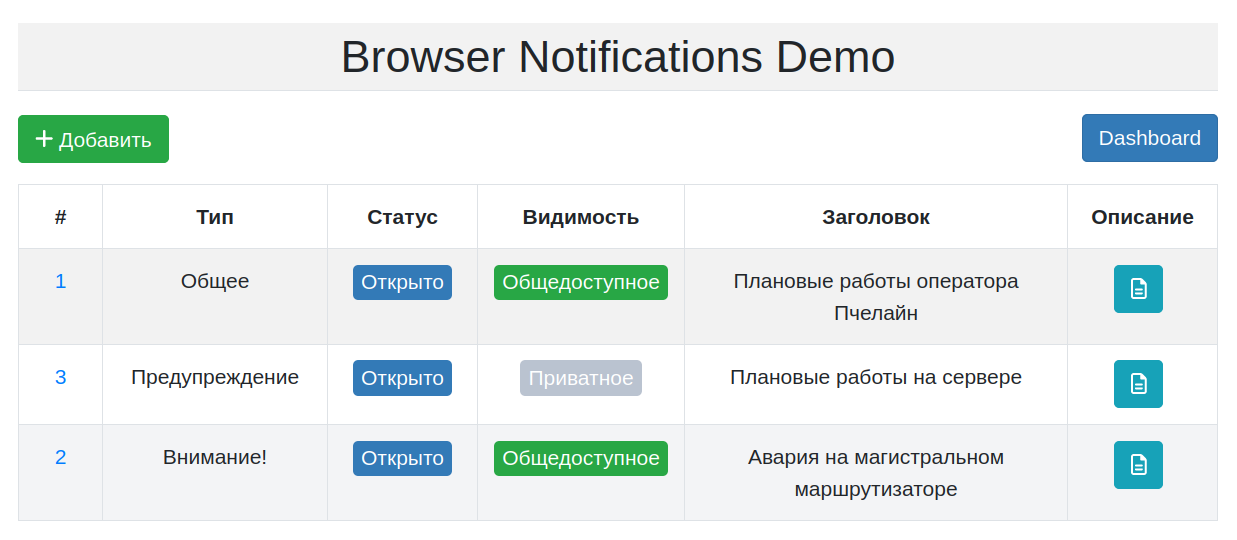 Browser Notifications Demo
+ Добавить
Dashboard
# Тип Статус Видимость Заголовок Описание
1 Общее Открыто Общедоступное Плановые работы оператора
Пчелайн
3 Предупреждение Открыто Приватное Плановые работы на сервере
2 Внимание! Открыто Общедоступное Авария на магистральном
маршрутизаторе